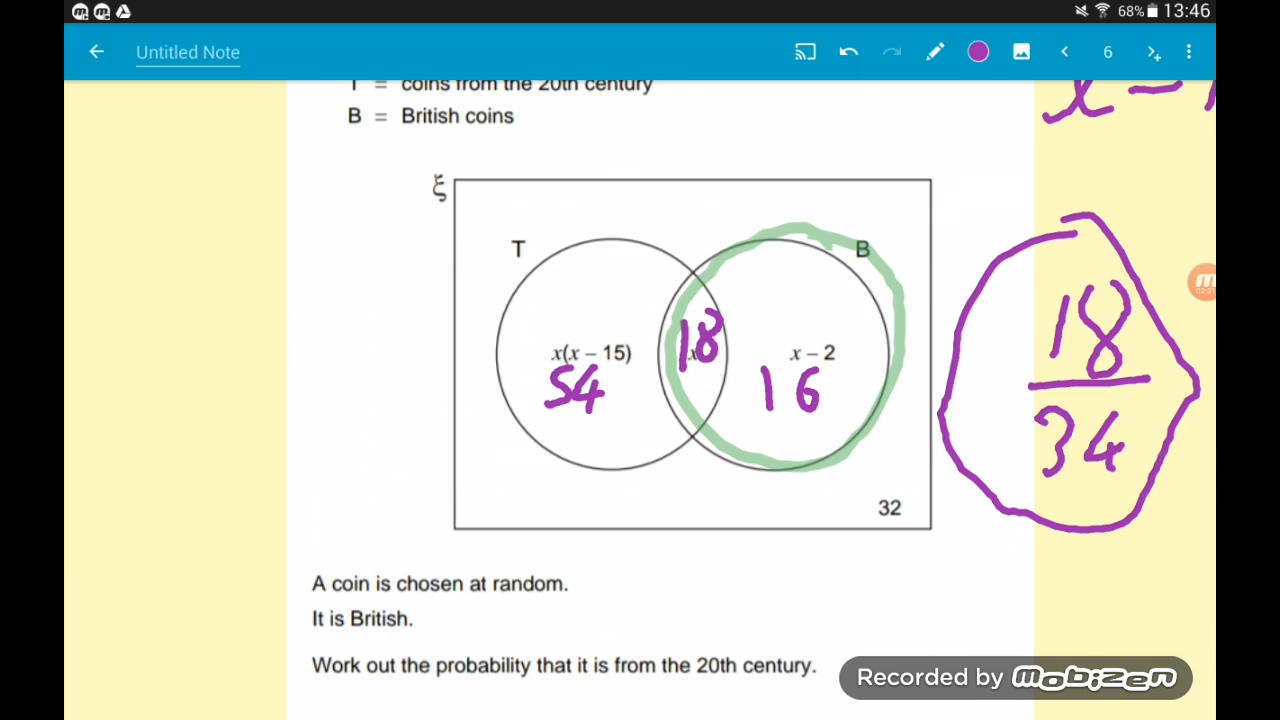 68% 13:46
Untitled Note
6
T = coins from the 20th century
B = British coins
ξ
T
B
x(x – 15)
54
18
x – 2
16
32
18
34
A coin is chosen at random.
It is British.
Work out the probability that it is from the 20th century.
Recorded by mobizen